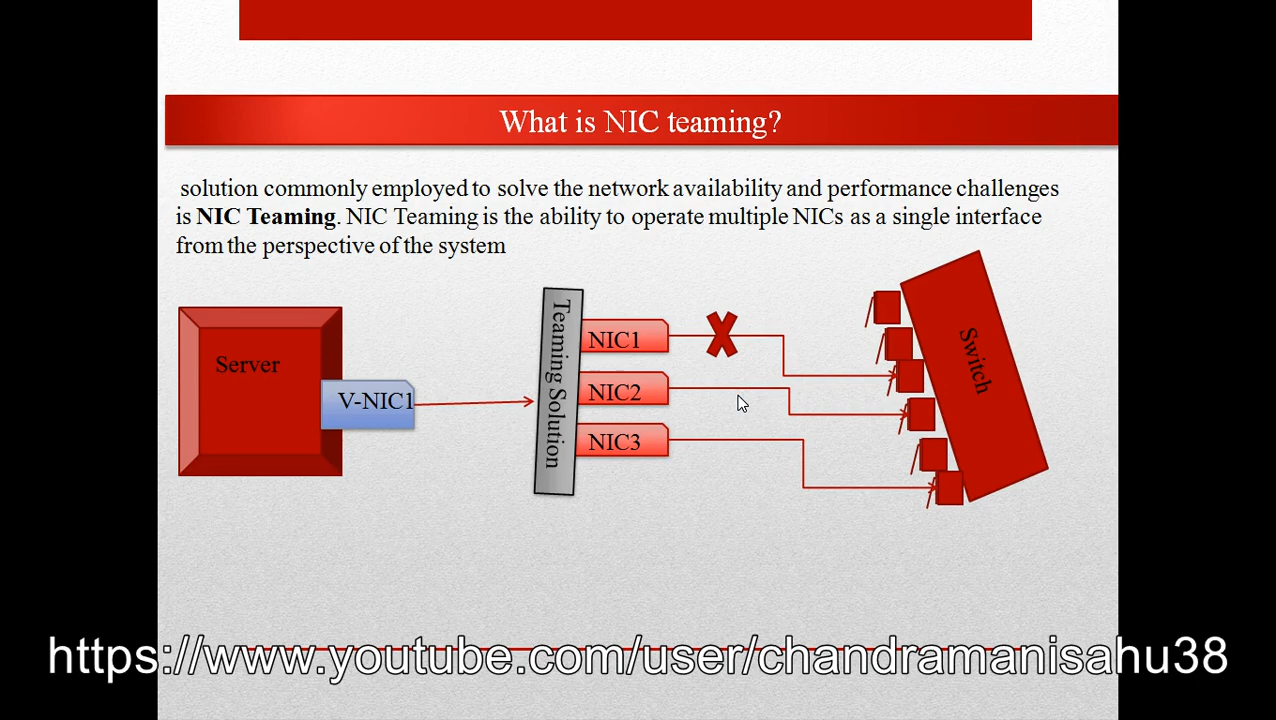 What is NIC teaming?
solution commonly employed to solve the network availability and performance challenges
is NIC Teaming. NIC Teaming is the ability to operate multiple NICs as a single interface
from the perspective of the system
Server
V-NIC1
Teaming Solution
NIC1
NIC2
NIC3
Switch
https://www.youtube.com/user/chandramanisahu38